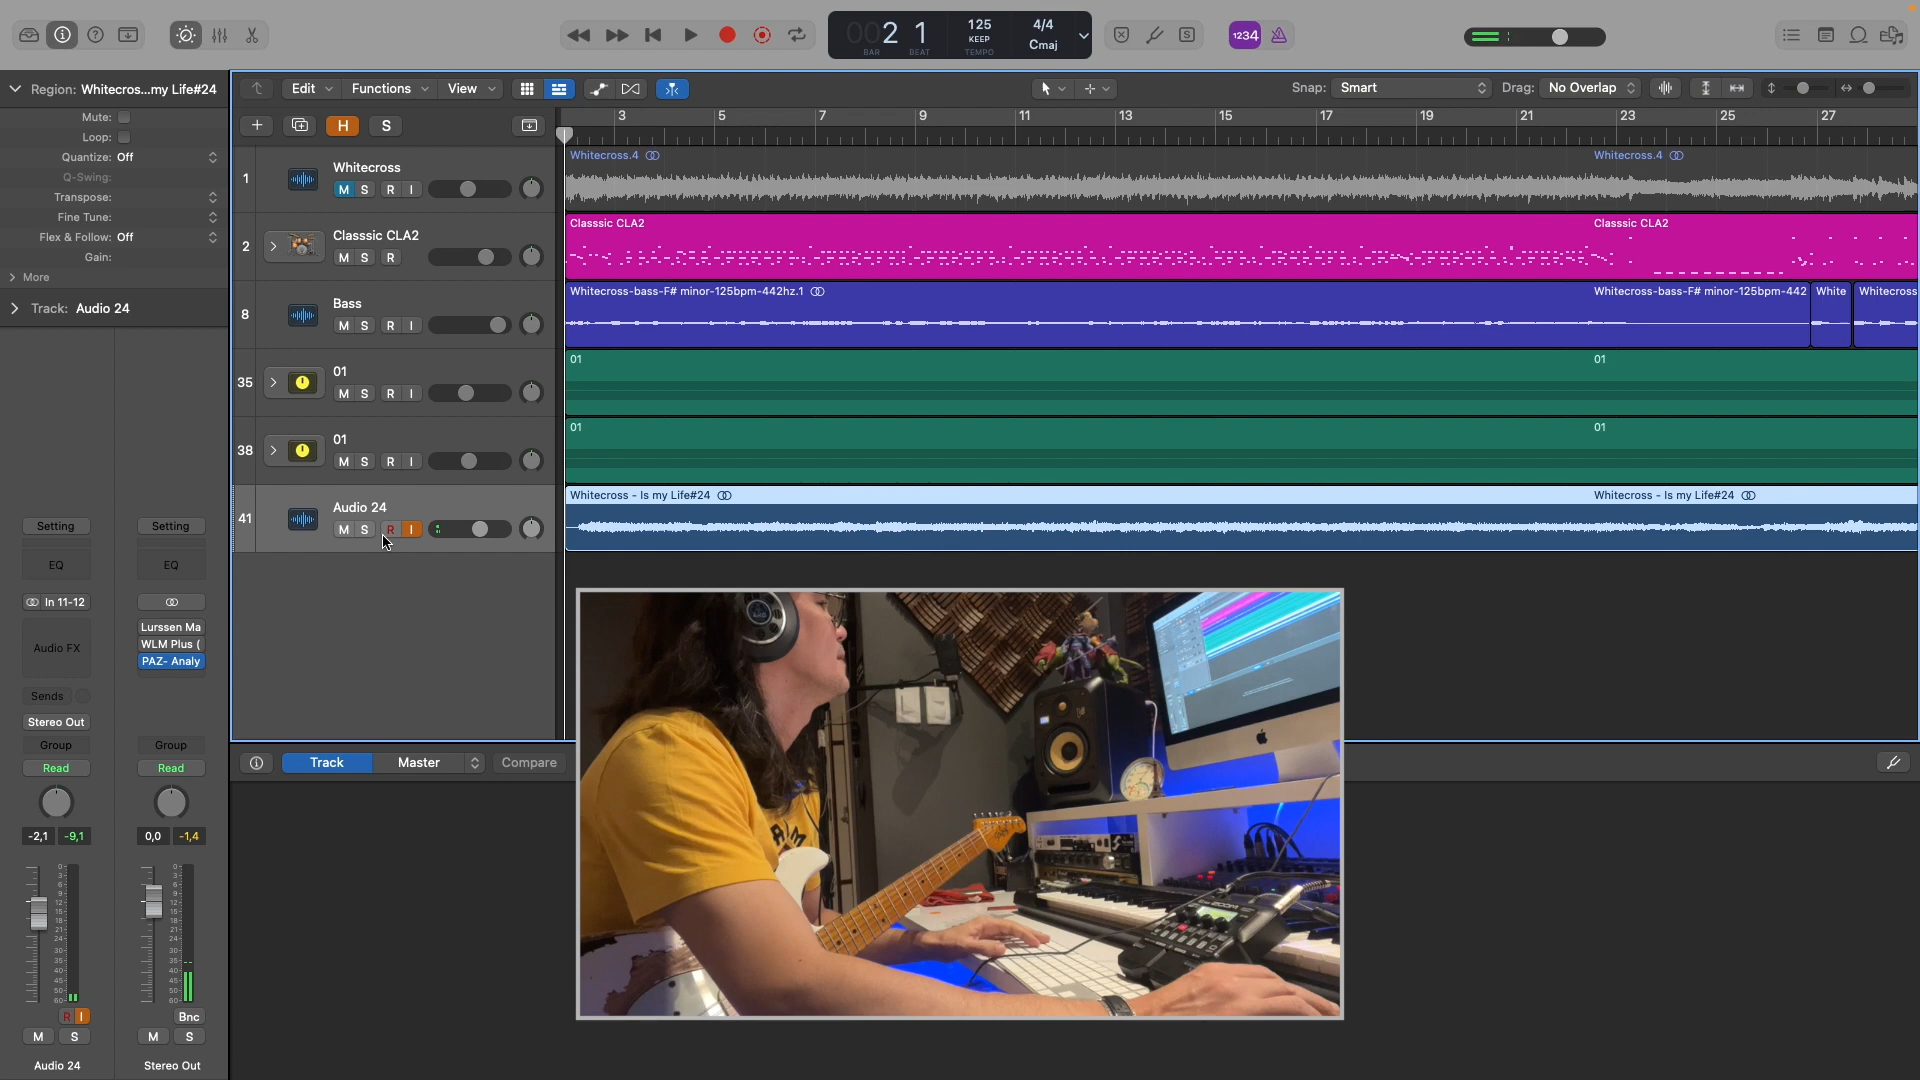 2 1
BAR BEAT
125
KEEP
TEMPO
4/4
Cmaj
1234
Region: Whitecros...my Life#24
Mute:
Loop:
Quantize: Off
Q-Swing:
Transpose:
Fine Tune:
Flex & Follow: Off
Gain:
More
Track: Audio 24
Edit Functions View
Snap: Smart
Drag: No Overlap
H S
3 5 7 9 11 13 15 17 19 21 23 25 27
1 Whitecross
M S R I
Whitecross.4
Whitecross.4
2 Classsic CLA2
M S R
Classsic CLA2
Classsic CLA2
8 Bass
M S R I
Whitecross-bass-F# minor-125bpm-442hz.1
Whitecross-bass-F# minor-125bpm-442
White
Whitecross
35 01
M S R I
01
01
38 01
M S R I
01
01
41 Audio 24
M S R I
Whitecross - Is my Life#24
Whitecross - Is my Life#24
Setting Setting
EQ EQ
In 11-12
Audio FX
Lurssen Ma
WLM Plus (
PAZ- Analy
Sends
Stereo Out
Group Group
Read Read
-2,1 -9,1 0,0 -1,4
R I Bnc
M S M S
Audio 24 Stereo Out
Track Master Compare